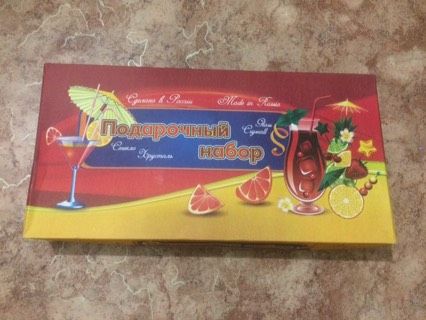 Сделано в России
Made in Russia
Подарочный
набор
Стекло
Хрусталь